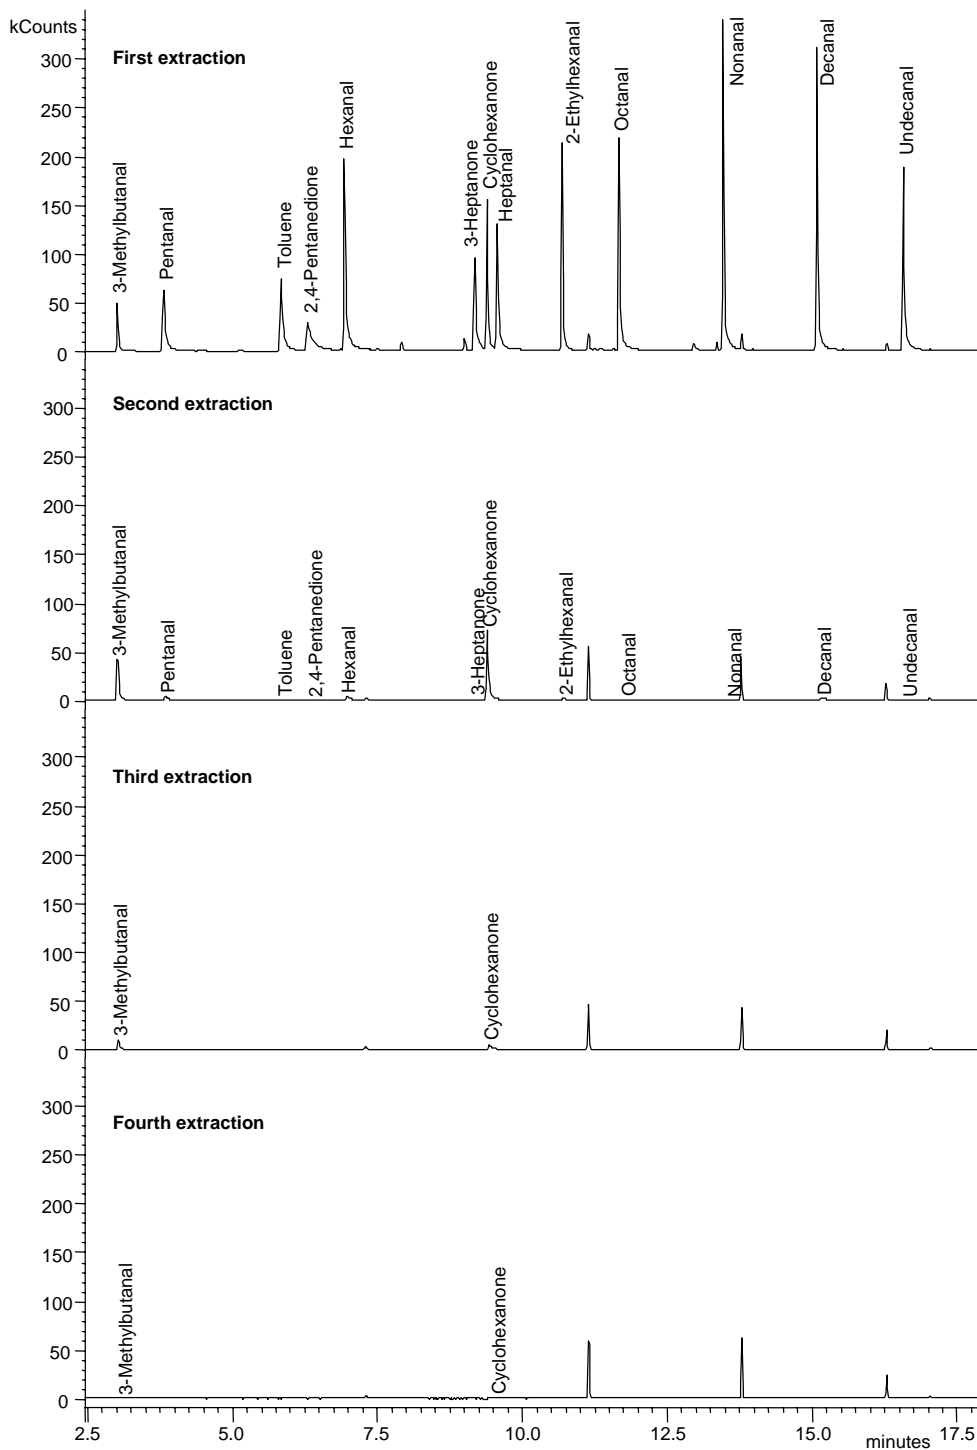 kCounts
First extraction
300
250
200
150
100
50
0
3-Methylbutanal
Pentanal
Toluene
2,4-Pentanedione
Hexanal
3-Heptanone
Cyclohexanone
Heptanal
2-Ethylhexanal
Octanal
Nonanal
Decanal
Undecanal
Second extraction
300
250
200
150
100
50
0
3-Methylbutanal
Pentanal
Toluene
2,4-Pentanedione
Hexanal
3-Heptanone
Cyclohexanone
2-Ethylhexanal
Octanal
Nonanal
Decanal
Undecanal
Third extraction
300
250
200
150
100
50
0
3-Methylbutanal
Cyclohexanone
Fourth extraction
300
250
200
150
100
50
0
3-Methylbutanal
Cyclohexanone
2.5 5.0 7.5 10.0 12.5 15.0 17.5
minutes